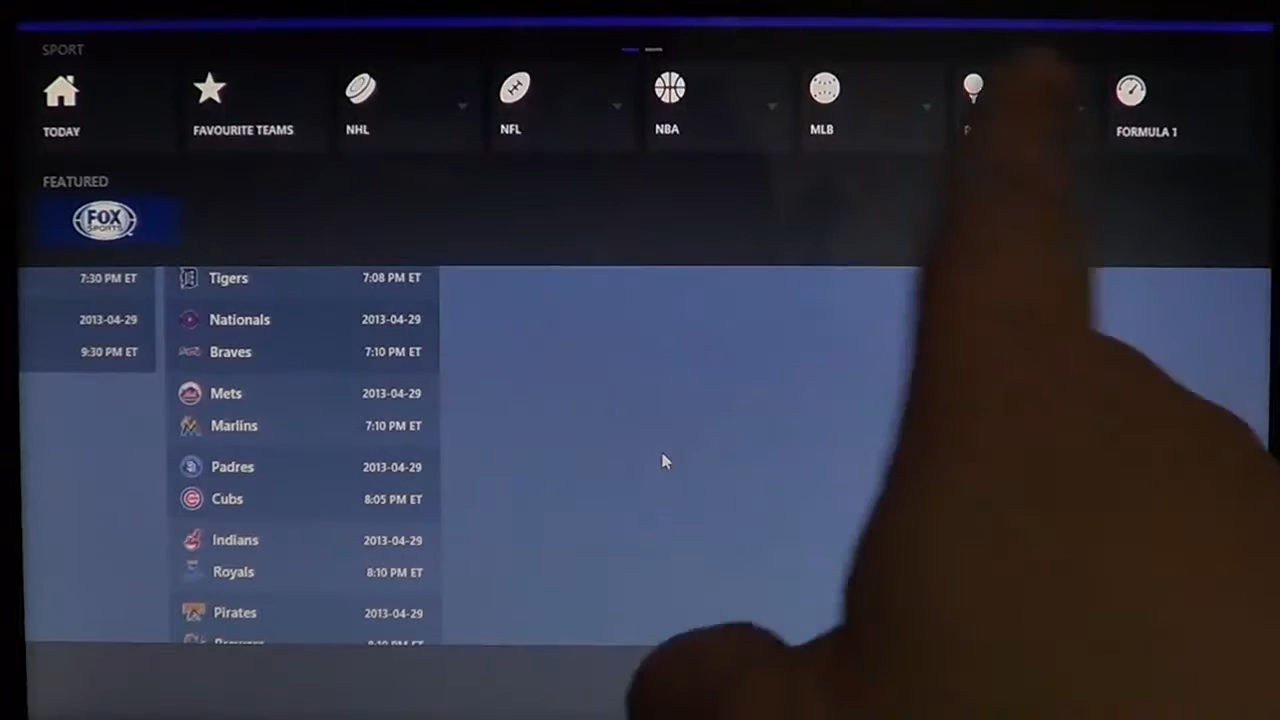 SPORT
TODAY
FAVOURITE TEAMS
NHL
NFL
NBA
MLB
P
FORMULA 1
FEATURED
FOX
SPORTS
7:30 PM ET
2013-04-29
9:30 PM ET
Tigers 7:08 PM ET
Nationals 2013-04-29
Braves 7:10 PM ET
Mets 2013-04-29
Marlins 7:10 PM ET
Padres 2013-04-29
Cubs 8:05 PM ET
Indians 2013-04-29
Royals 8:10 PM ET
Pirates 2013-04-29